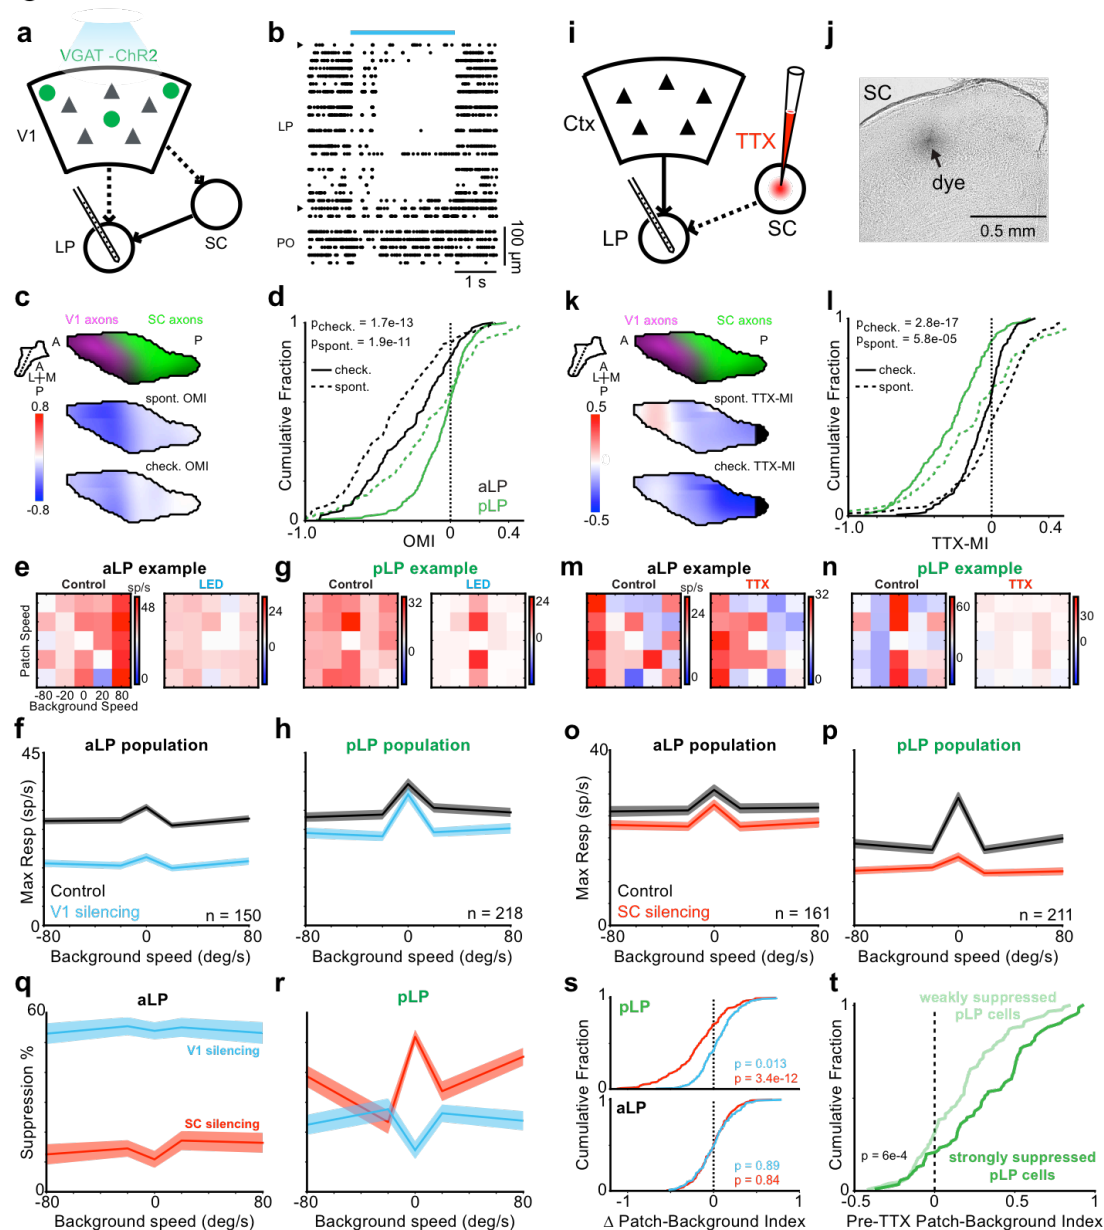 a
VGAT -ChR2
V1
LP
SC
b
LP
PO
100 µm
1 s
i
Ctx
TTX
LP
SC
j
SC
dye
0.5 mm
c
V1 axons
SC axons
A
P
A
L
M
P
spont. OMI
0.8
check. OMI
-0.8
d
Cumulative Fraction
1
0
pcheck. = 1.7e-13
pspont. = 1.9e-11
check.
spont.
aLP
pLP
-1.0
0
0.4
OMI
k
V1 axons
SC axons
A
P
A
L
M
P
spont. TTX-MI
0.5
0
check. TTX-MI
-0.5
l
Cumulative Fraction
1
0
pcheck. = 2.8e-17
pspont. = 5.8e-05
check.
spont.
-1.0
0
0.4
TTX-MI
e
aLP example
Control
sp/s
LED
48
0
24
0
Patch Speed
-80 -20 0 20 80
Background Speed
g
pLP example
Control
LED
32
0
24
0
m
aLP example
Control
sp/s
TTX
24
0
32
0
n
pLP example
Control
TTX
60
0
30
0
f
aLP population
45
Max Resp (sp/s)
Control
V1 silencing
n = 150
0
-80
0
80
Background speed (deg/s)
h
pLP population
n = 218
-80
0
80
Background speed (deg/s)
o
aLP population
40
Max Resp (sp/s)
Control
SC silencing
n = 161
0
-80
0
80
Background speed (deg/s)
p
pLP population
n = 211
-80
0
80
Background speed (deg/s)
q
aLP
60
Suppression %
V1 silencing
SC silencing
0
-80
0
80
Background speed (deg/s)
r
pLP
-80
0
80
Background speed (deg/s)
s
Cumulative Fraction
1
pLP
p = 0.013
p = 3.4e-12
0
1
aLP
p = 0.89
p = 0.84
0
-1
0
1
Δ Patch-Background Index
t
Cumulative Fraction
1
weakly suppressed
pLP cells
p = 6e-4
strongly suppressed
pLP cells
0
-0.5
0
0.5
1
Pre-TTX Patch-Background Index